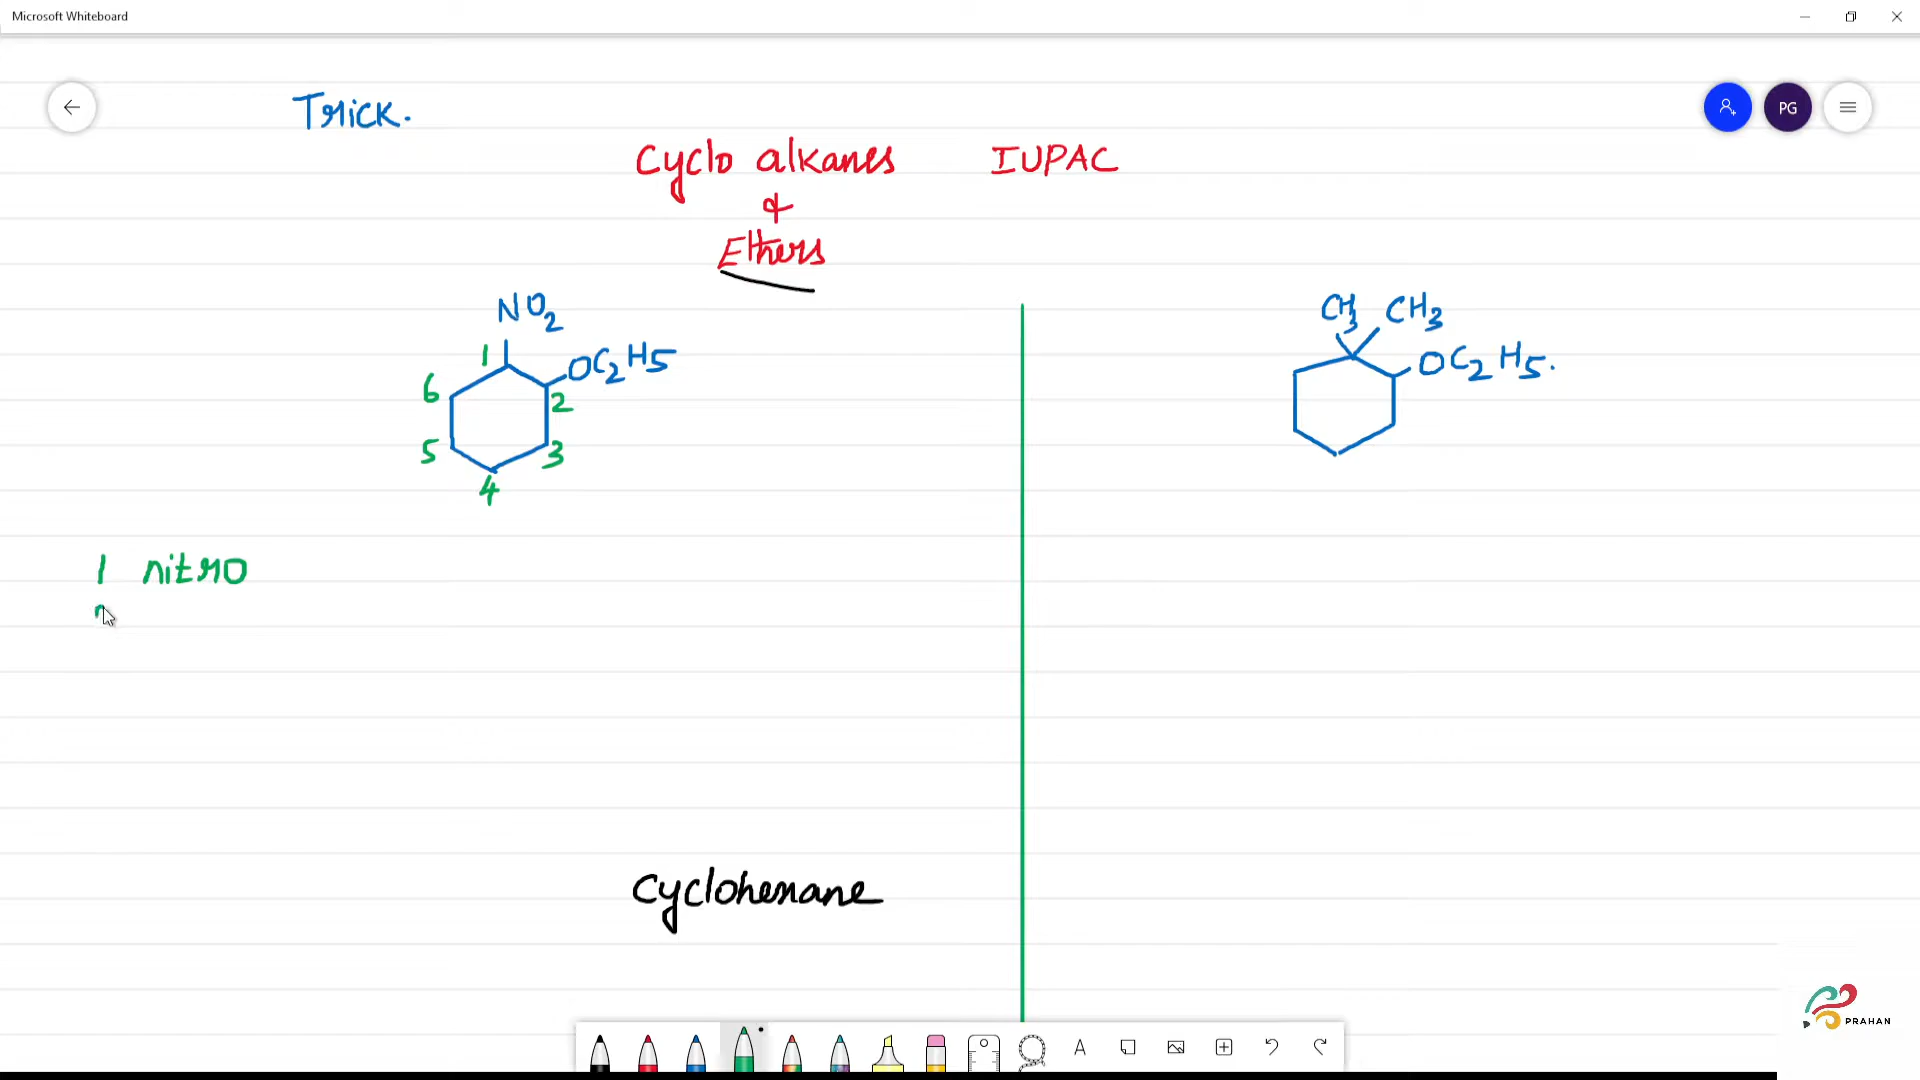 Microsoft Whiteboard
Trick.
PG
Cyclo alkanes IUPAC
&
Ethers
NO2
1
OC2H5
6
2
5
3
4
CH3 CH3
OC2H5.
1 nitro
Cyclohexane
A
PRAHAN